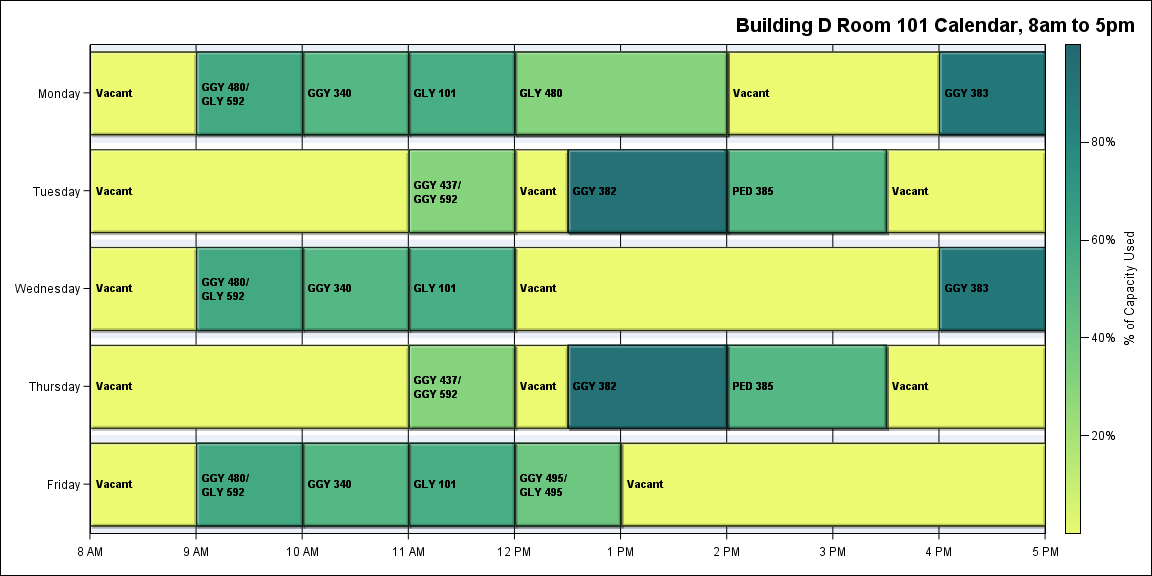 Building D Room 101 Calendar, 8am to 5pm
Monday
Vacant
GGY 480/
GLY 592
GGY 340
GLY 101
GLY 480
Vacant
GGY 383
Tuesday
Vacant
GGY 437/
GGY 592
Vacant
GGY 382
PED 385
Vacant
Wednesday
Vacant
GGY 480/
GLY 592
GGY 340
GLY 101
Vacant
GGY 383
Thursday
Vacant
GGY 437/
GGY 592
Vacant
GGY 382
PED 385
Vacant
Friday
Vacant
GGY 480/
GLY 592
GGY 340
GLY 101
GGY 495/
GLY 495
Vacant
8 AM
9 AM
10 AM
11 AM
12 PM
1 PM
2 PM
3 PM
4 PM
5 PM
80%
60%
40%
20%
% of Capacity Used